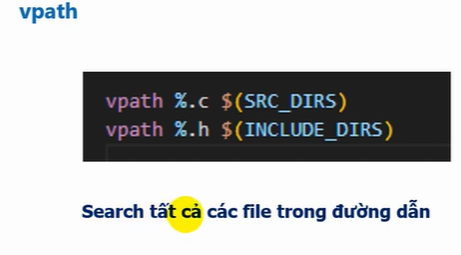 vpath
vpath %.c $(SRC_DIRS)
vpath %.h $(INCLUDE_DIRS)
Search tất cả các file trong đường dẫn